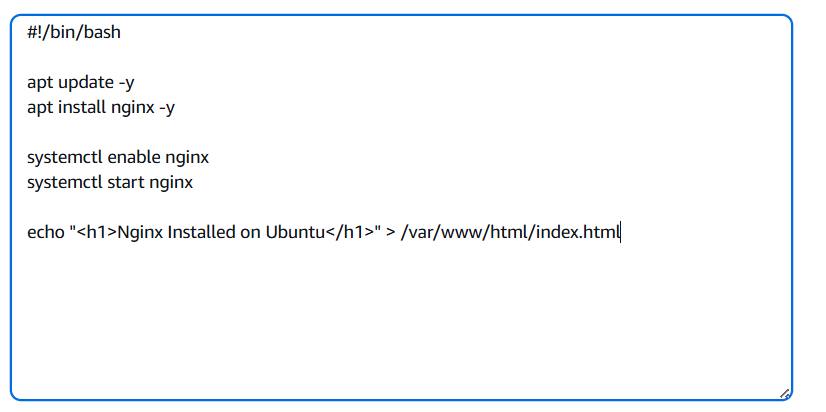 #!/bin/bash
apt update -y
apt install nginx -y
systemctl enable nginx
systemctl start nginx
echo "<h1>Nginx Installed on Ubuntu</h1>" > /var/www/html/index.html